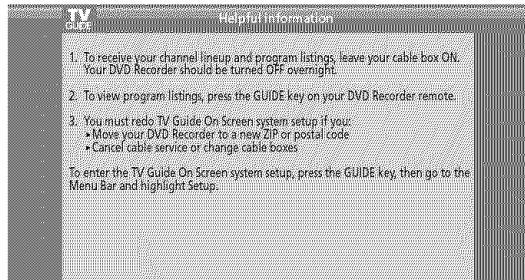 TV
GUIDE
Helpful information
1. To receive your channel lineup and program listings, leave your cable box ON.
Your DVD Recorder should be turned OFF overnight.
2. To view program listings, press the GUIDE key on your DVD Recorder remote.
3. You must redo TV Guide On Screen system setup if you:
▸Move your DVD Recorder to a new ZIP or postal code
▸Cancel cable service or change cable boxes
To enter the TV Guide On Screen system setup, press the GUIDE key, then go to the
Menu Bar and highlight Setup.